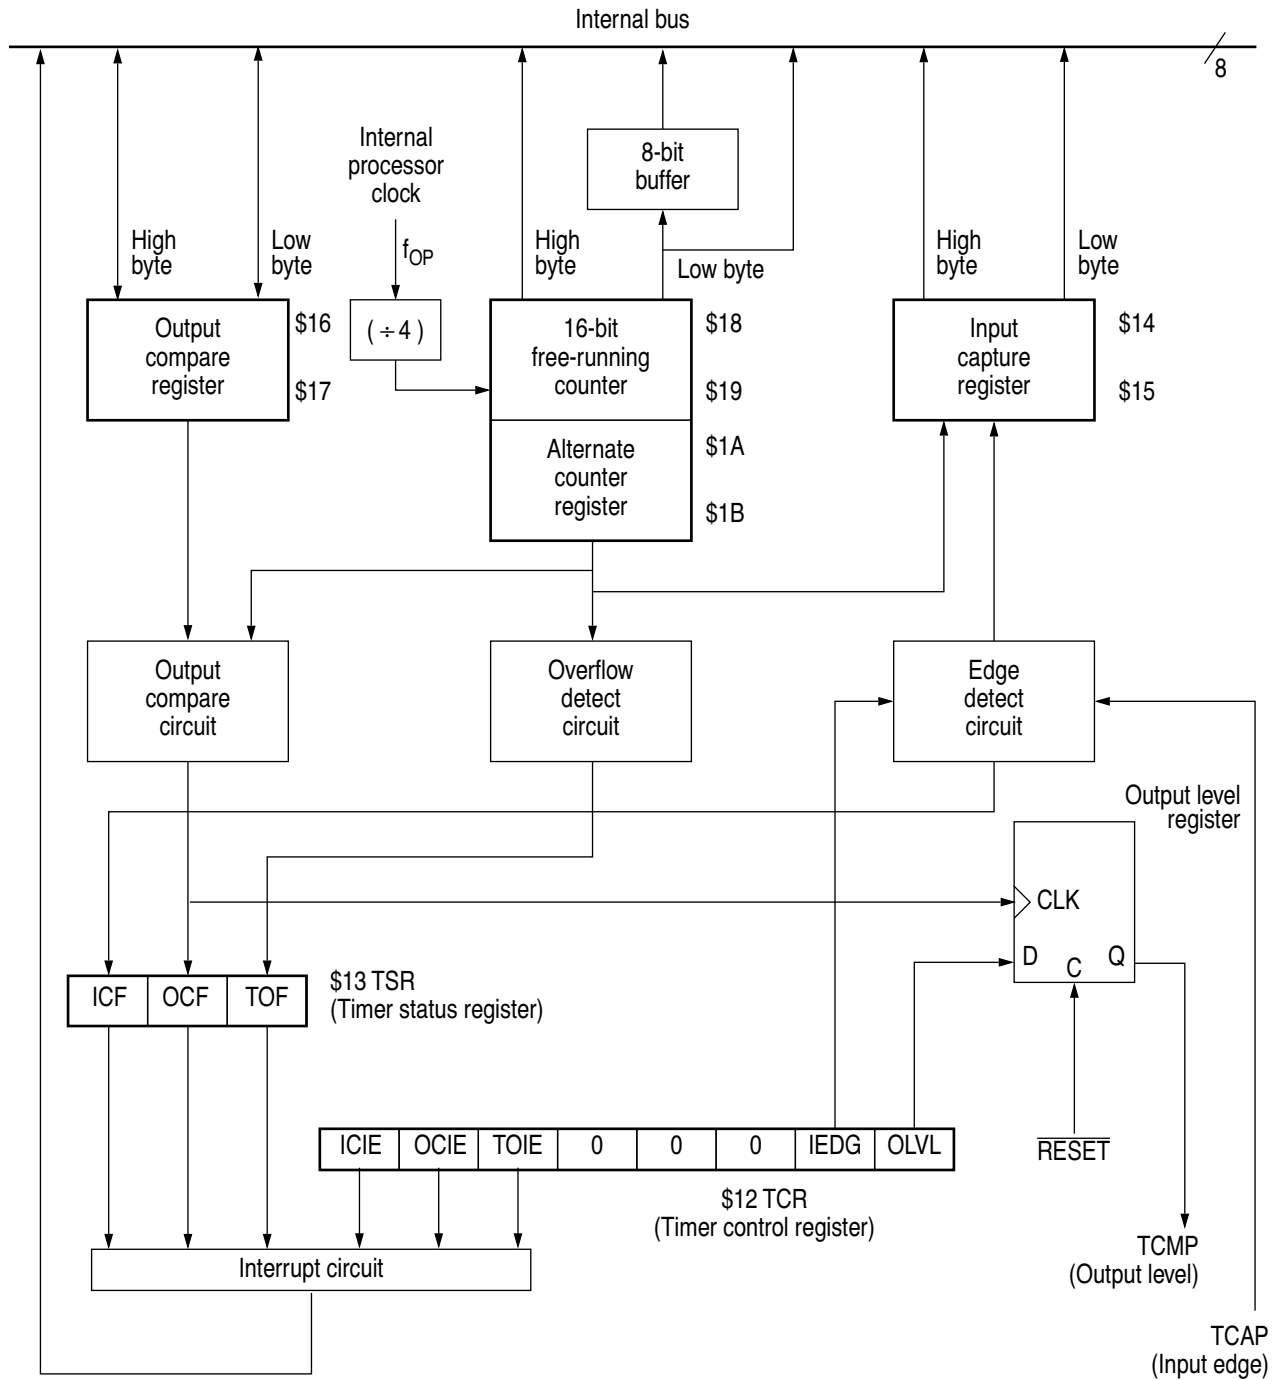 Internal bus
8
Internal
processor
clock
8-bit
buffer
High
byte
Low
byte
fOP
High
byte
Low byte
High
byte
Low
byte
Output
compare
register
$16
$17
( ÷ 4 )
16-bit
free-running
counter
$18
$19
Alternate
counter
register
$1A
$1B
Input
capture
register
$14
$15
Output
compare
circuit
Overflow
detect
circuit
Edge
detect
circuit
Output level
register
CLK
D
C
Q
ICF
OCF
TOF
$13 TSR
(Timer status register)
ICIE
OCIE
TOIE
0
0
0
IEDG
OLVL
RESET
$12 TCR
(Timer control register)
TCMP
(Output level)
Interrupt circuit
TCAP
(Input edge)